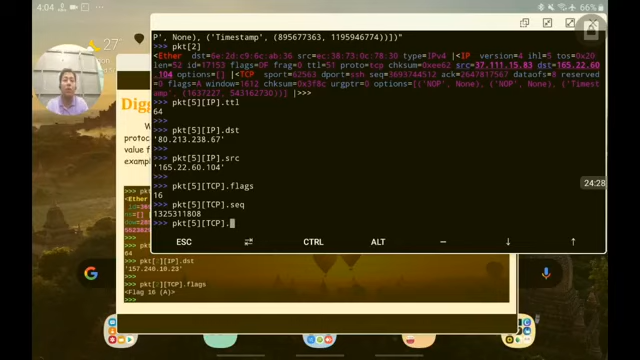 4:04
66%
27°
P', None), ('Timestamp', (895677363, 1195946774))])"
>>> pkt[2]
<Ether  dst=6e:2d:c9:6c:ab:36 src=ec:38:73:0c:78:30 type=IPv4 |<IP  version=4 ihl=5 tos=0x20
len=52 id=17153 flags=DF frag=0 ttl=51 proto=tcp chksum=0xee62 src=37.111.15.83 dst=165.22.60
.104 options=[] |<TCP  sport=62563 dport=ssh seq=3693744512 ack=2647817567 dataofs=8 reserved
=0 flags=A window=1612 chksum=0x3f8c urgptr=0 options=[('NOP', None), ('NOP', None), ('Timest
amp', (1637227, 543162730))] |>>>
>>> pkt[5][IP].ttl
64
>>>
>>> pkt[5][IP].dst
'80.213.238.67'
>>>
>>> pkt[5][IP].src
'165.22.60.104'
>>>
>>> pkt[5][TCP].flags
16
>>> pkt[5][TCP].seq
1325311808
>>> pkt[5][TCP].
ESC
CTRL
ALT
24:28
Digg
W
protoc
value f
examp
>>> pk
<Ether
64
>>>
'157.240.10.23'
>>>
<Flag 16 (A)>
>>>